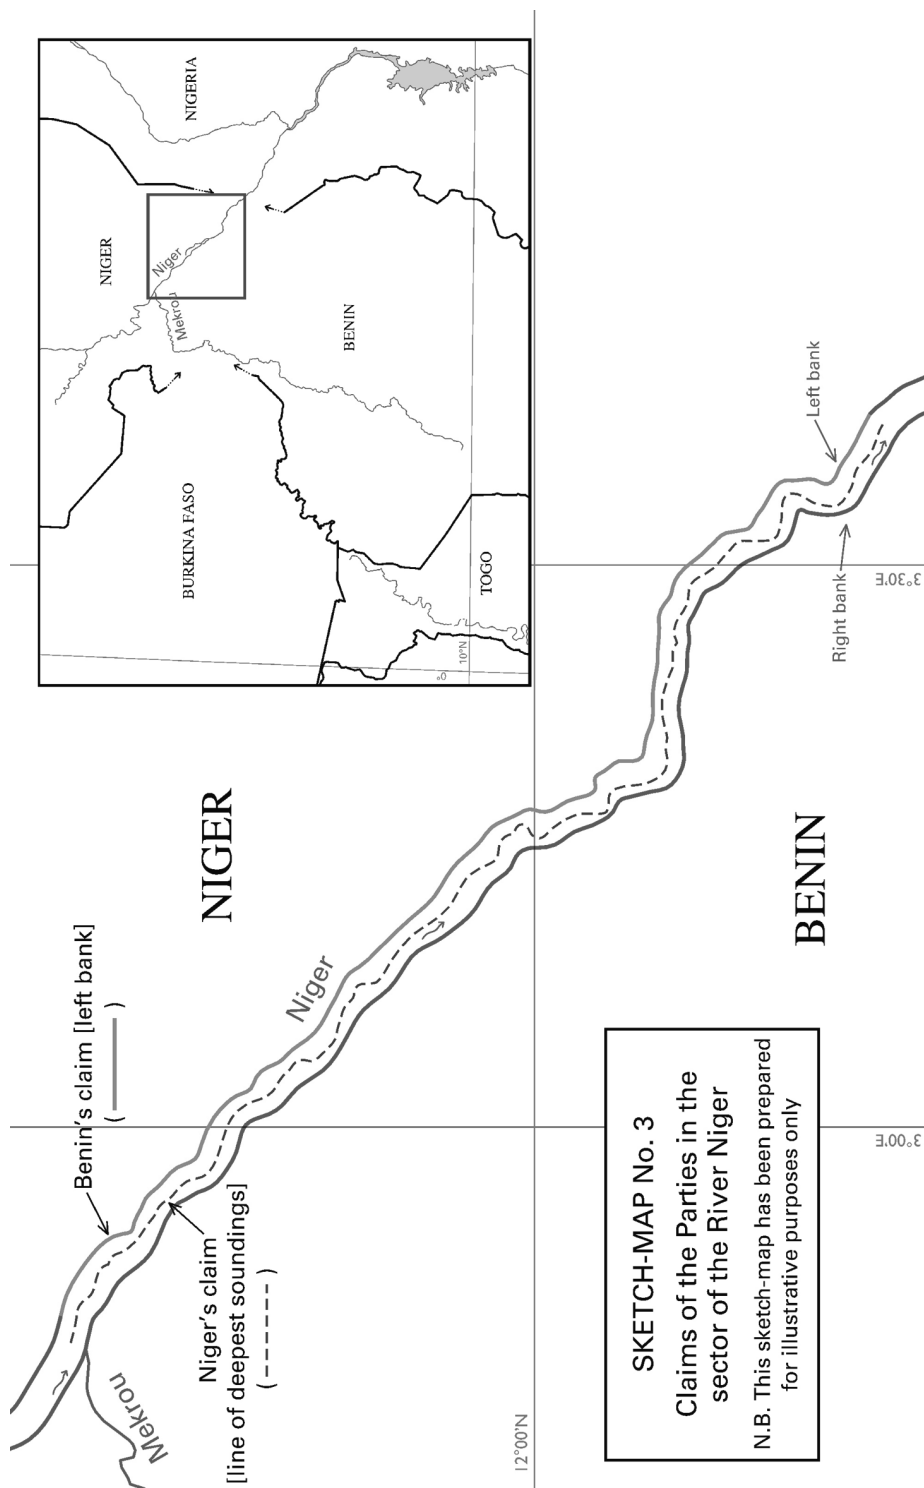 NIGERIA
NIGER
Niger
Mekrou
BENIN
BURKINA FASO
TOGO
10°N
0°
Benin's claim [left bank]
(        )
NIGER
Niger
Left bank
Right bank
3°30'E
Mekrou
Niger's claim
[line of deepest soundings]
( ------ )
12°00'N
BENIN
3°00'E
SKETCH-MAP No. 3
Claims of the Parties in the
sector of the River Niger
N.B. This sketch-map has been prepared
for illustrative purposes only